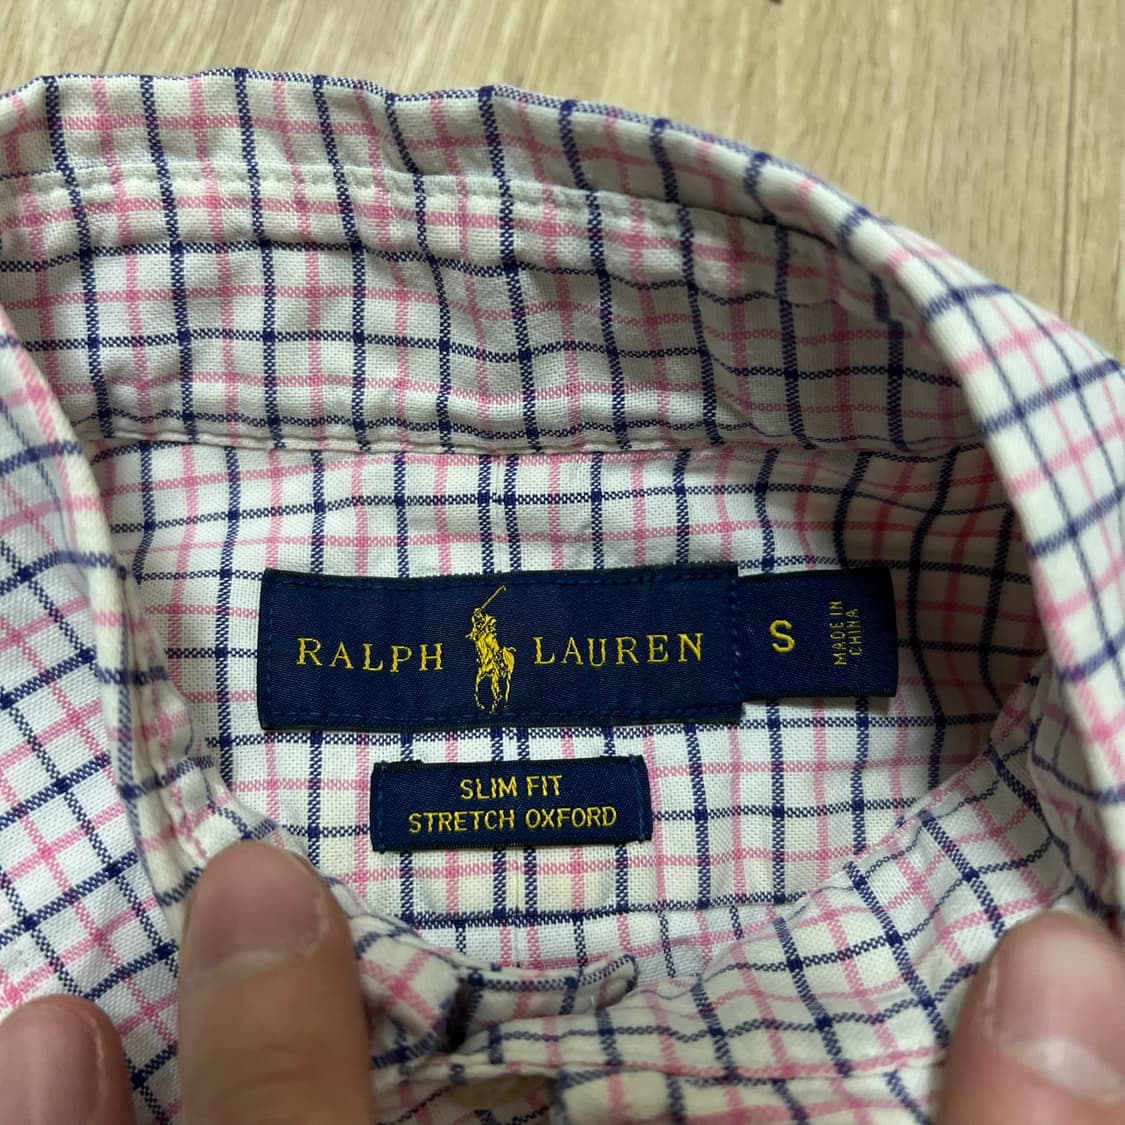 RALPH LAUREN
S
MADE IN
CHINA
SLIM FIT
STRETCH OXFORD